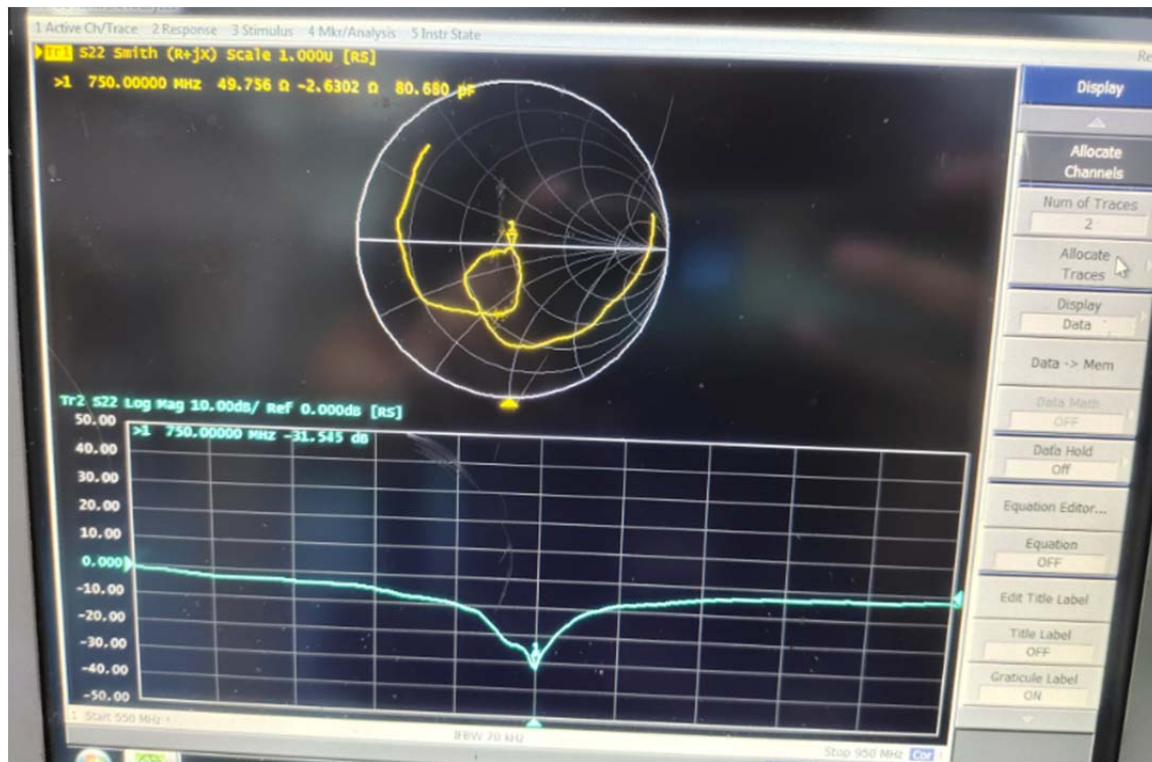 1 Active Ch/Trace 2 Response 3 Stimulus 4 Mkr/Analysis 5 Instr State
Tr1 S22 Smith (R+jX) Scale 1.000U [RS]
>1 750.00000 MHz 49.756 Ω -2.6302 Ω 80.680 pF
1
Tr2 S22 Log Mag 10.00dB/ Ref 0.000dB [RS]
>1 750.00000 MHz -31.545 dB
50.00
40.00
30.00
20.00
10.00
0.000
-10.00
-20.00
-30.00
-40.00
-50.00
1
1 Start 550 MHz
IFBW 70 kHz
Stop 950 MHz Cor
Re
Display
Allocate
Channels
Num of Traces
2
Allocate
Traces
Display
Data
Data -> Mem
Data Math
OFF
Data Hold
Off
Equation Editor...
Equation
OFF
Edit Title Label
Title Label
OFF
Graticule Label
ON